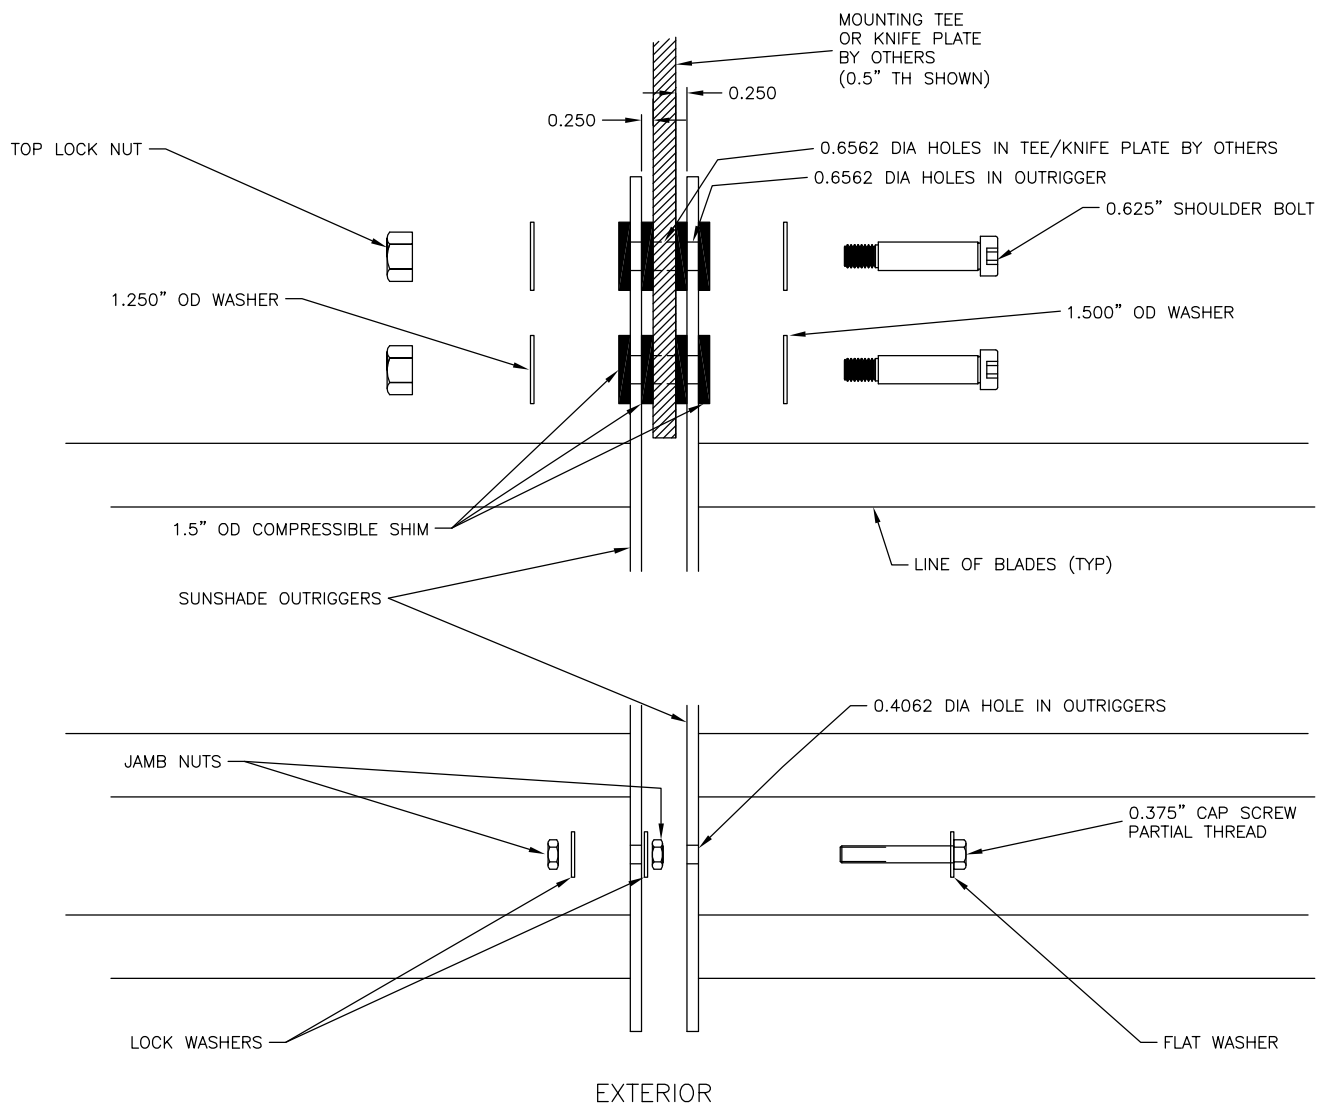 MOUNTING TEE
OR KNIFE PLATE
BY OTHERS
(0.5" TH SHOWN)
0.250
0.250
TOP LOCK NUT
0.6562 DIA HOLES IN TEE/KNIFE PLATE BY OTHERS
0.6562 DIA HOLES IN OUTRIGGER
0.625" SHOULDER BOLT
1.250" OD WASHER
1.500" OD WASHER
1.5" OD COMPRESSIBLE SHIM
LINE OF BLADES (TYP)
SUNSHADE OUTRIGGERS
0.4062 DIA HOLE IN OUTRIGGERS
JAMB NUTS
0.375" CAP SCREW
PARTIAL THREAD
LOCK WASHERS
FLAT WASHER
EXTERIOR